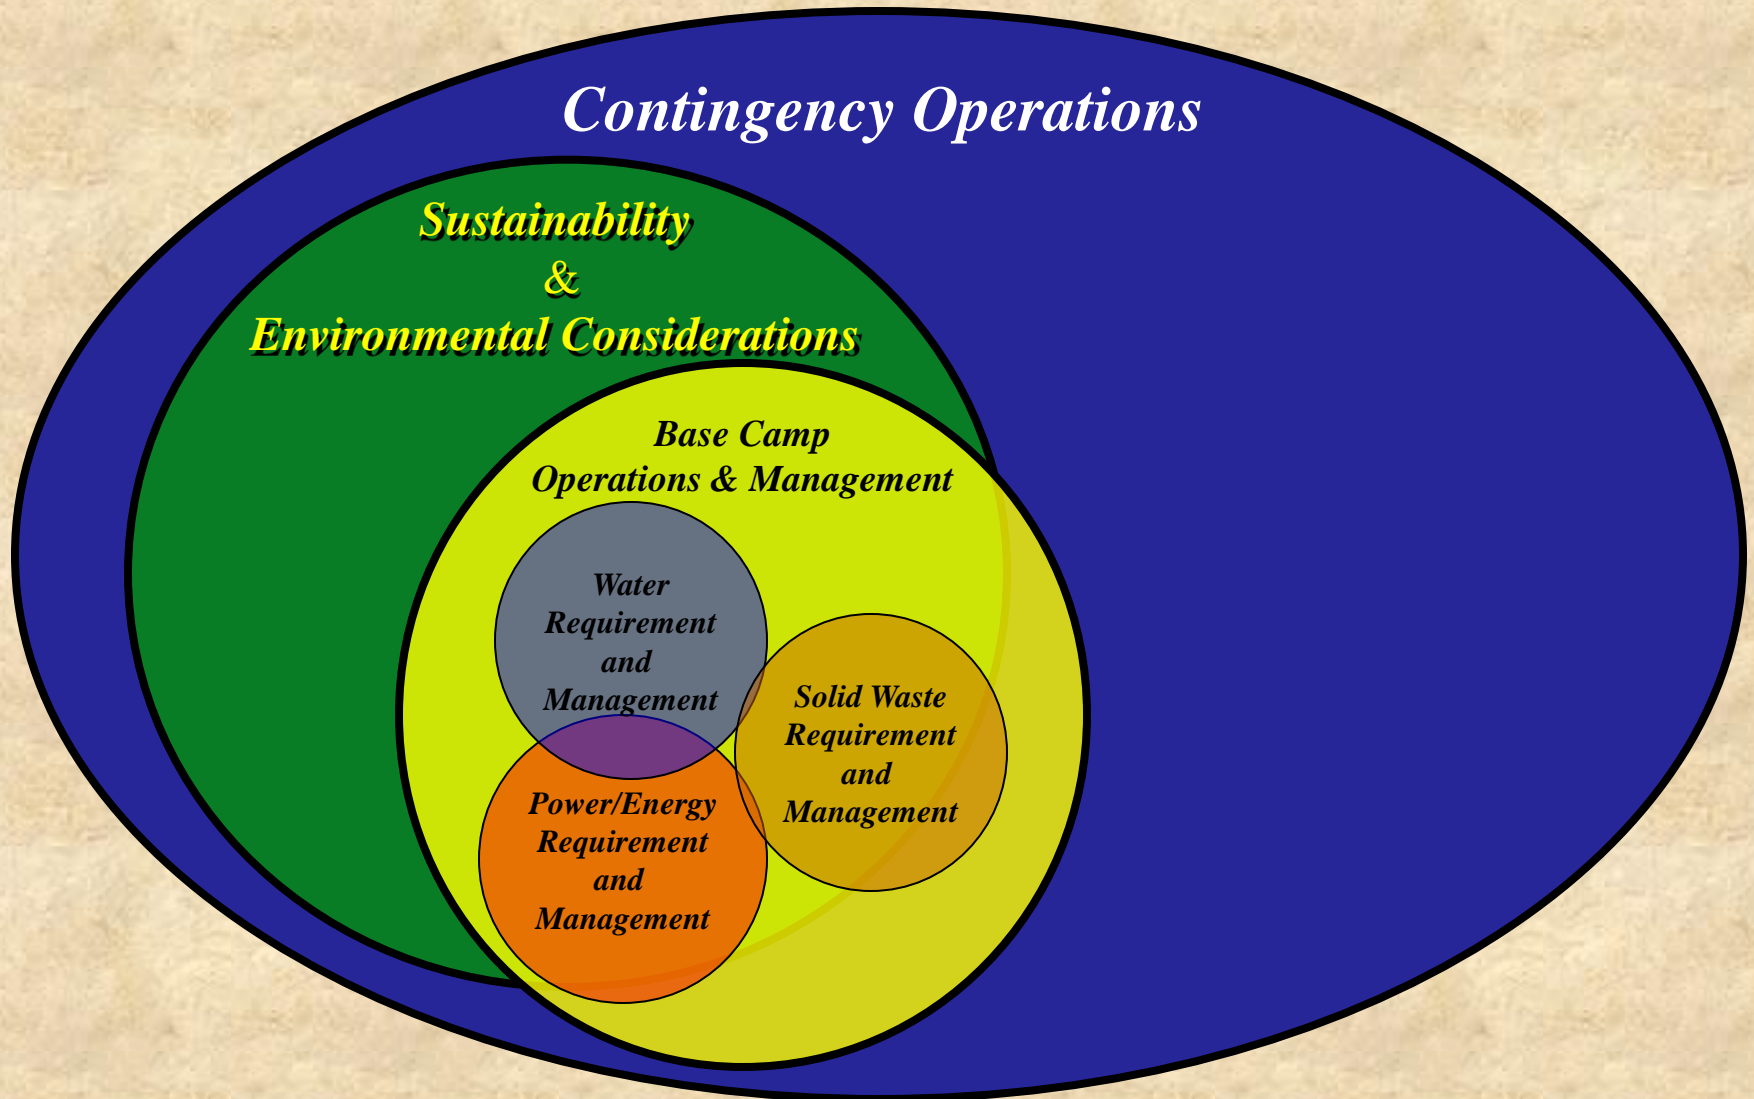 Contingency Operations
Sustainability
&
Environmental Considerations
Base Camp
Operations & Management
Water
Requirement
and
Management
Solid Waste
Requirement
and
Management
Power/Energy
Requirement
and
Management